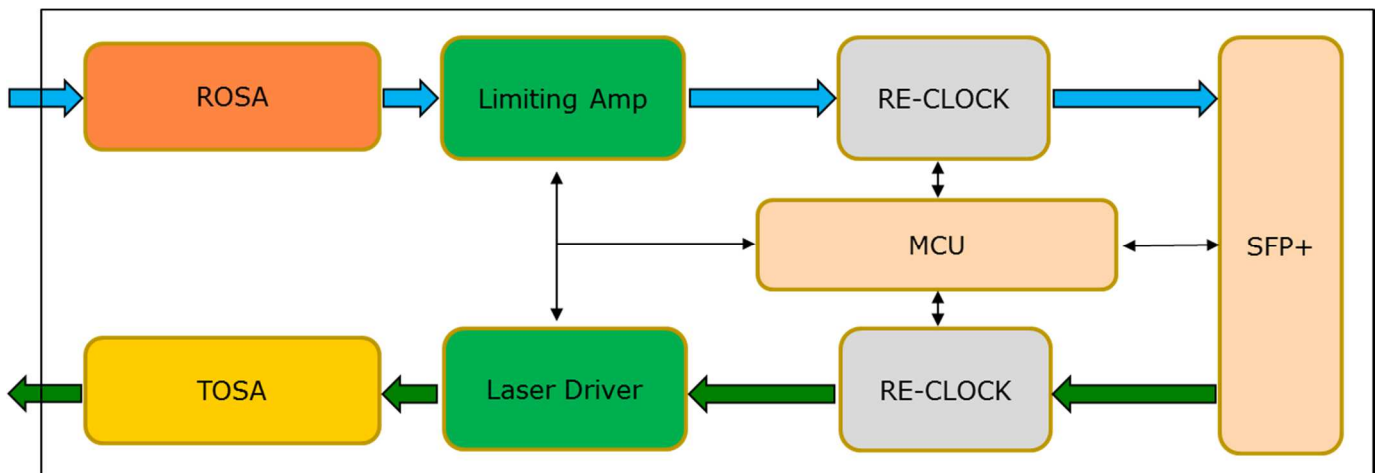 ROSA
Limiting Amp
RE-CLOCK
MCU
SFP+
TOSA
Laser Driver
RE-CLOCK